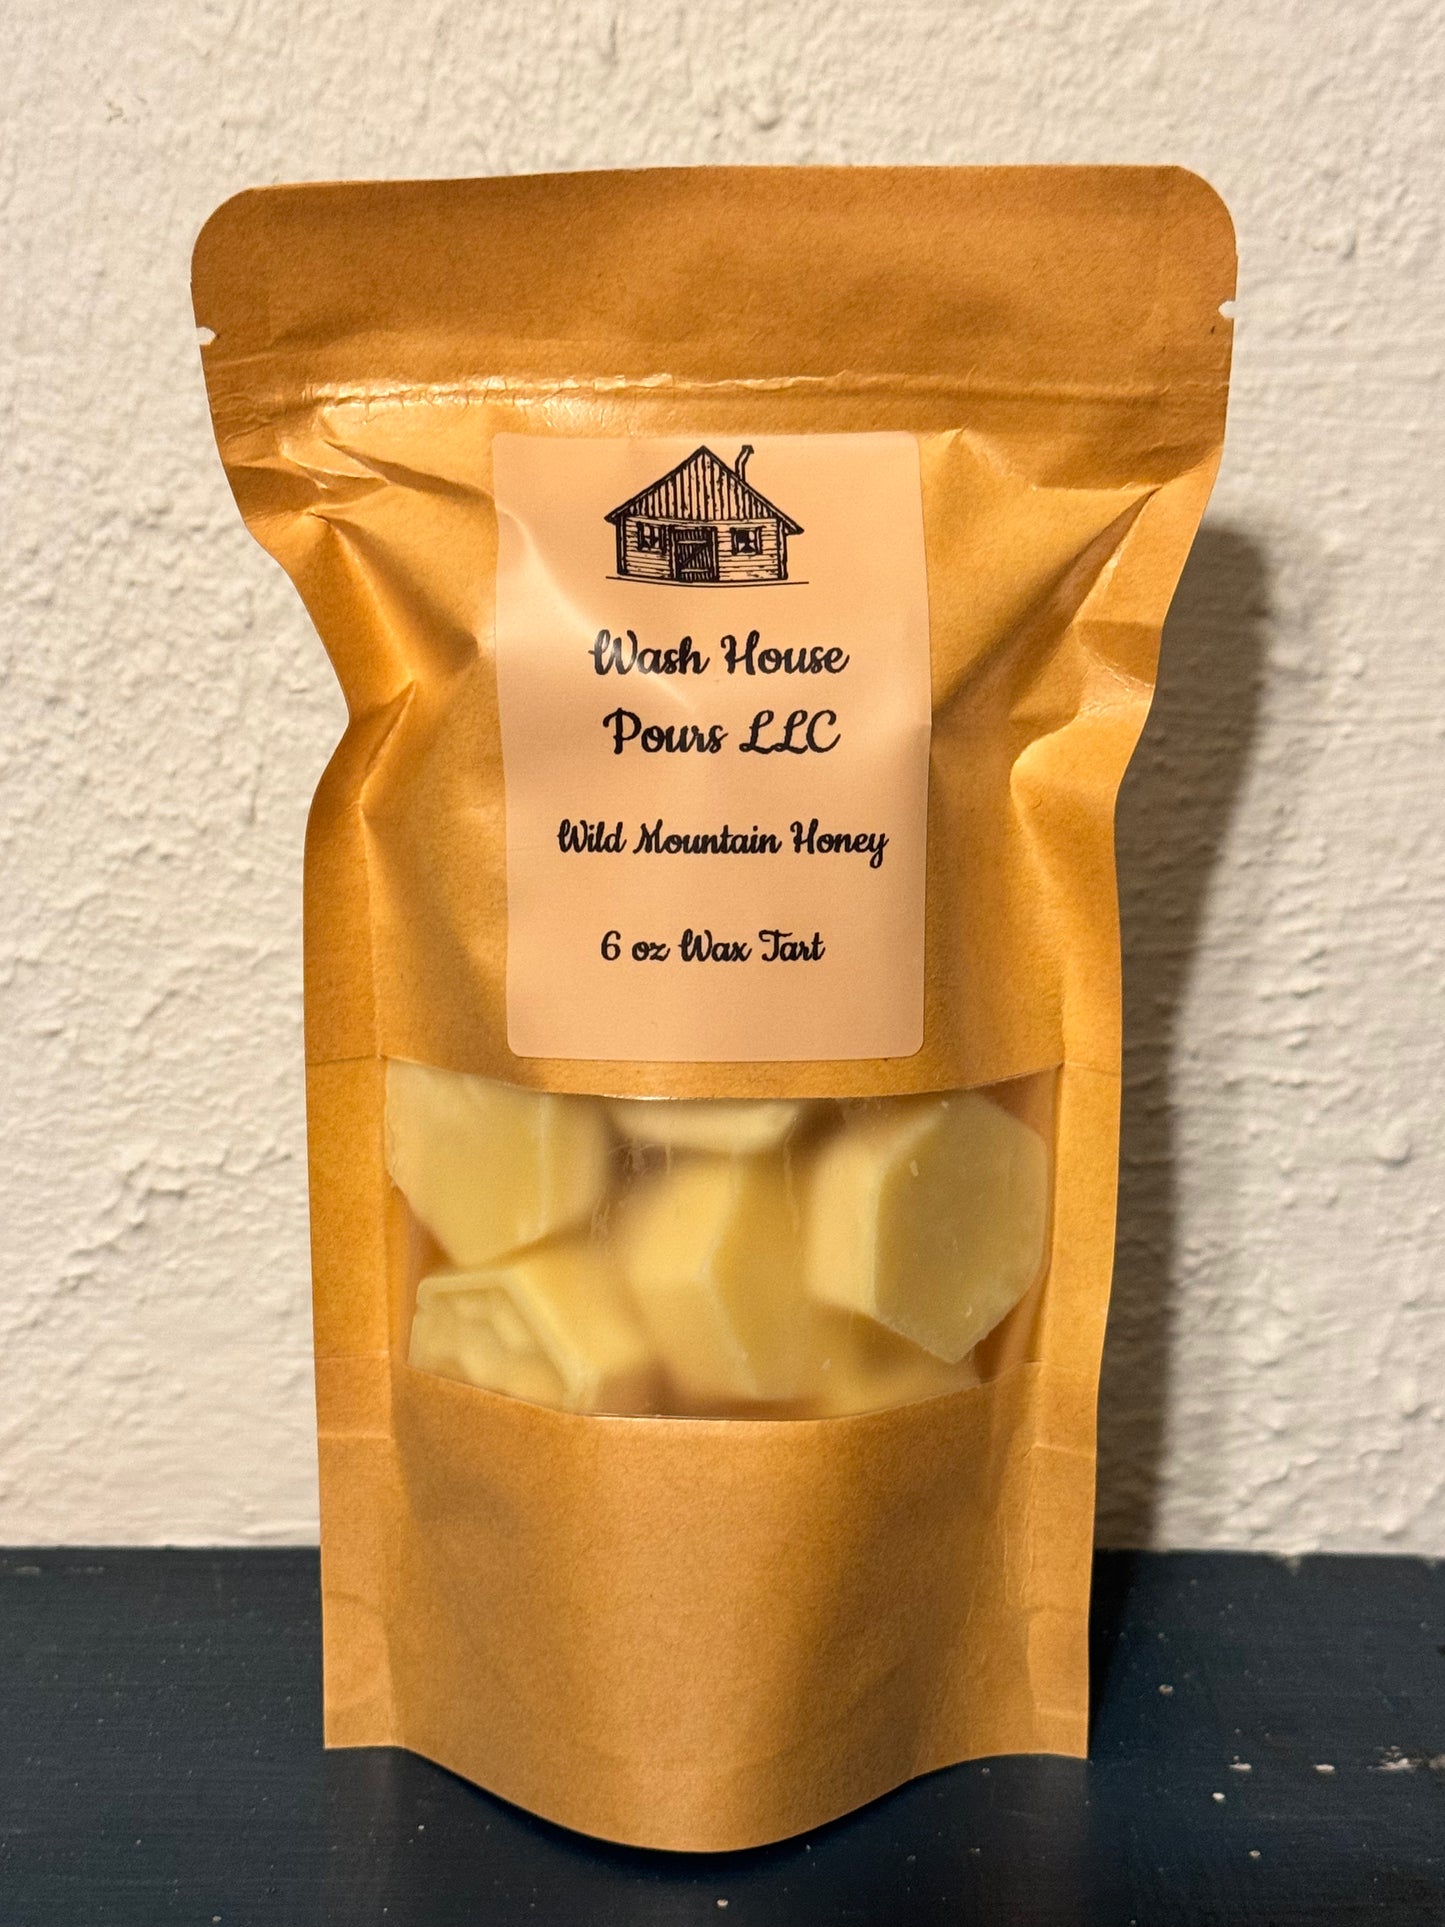 Wash House
Pours LLC
Wild Mountain Honey
6 oz Wax Tart